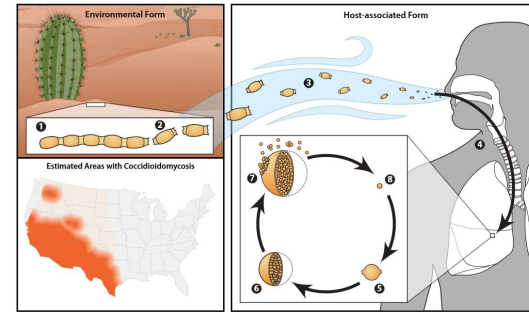 Environmental Form
1
2
Estimated Areas with Coccidioidomycosis
Host-associated Form
3
4
7
8
6
5